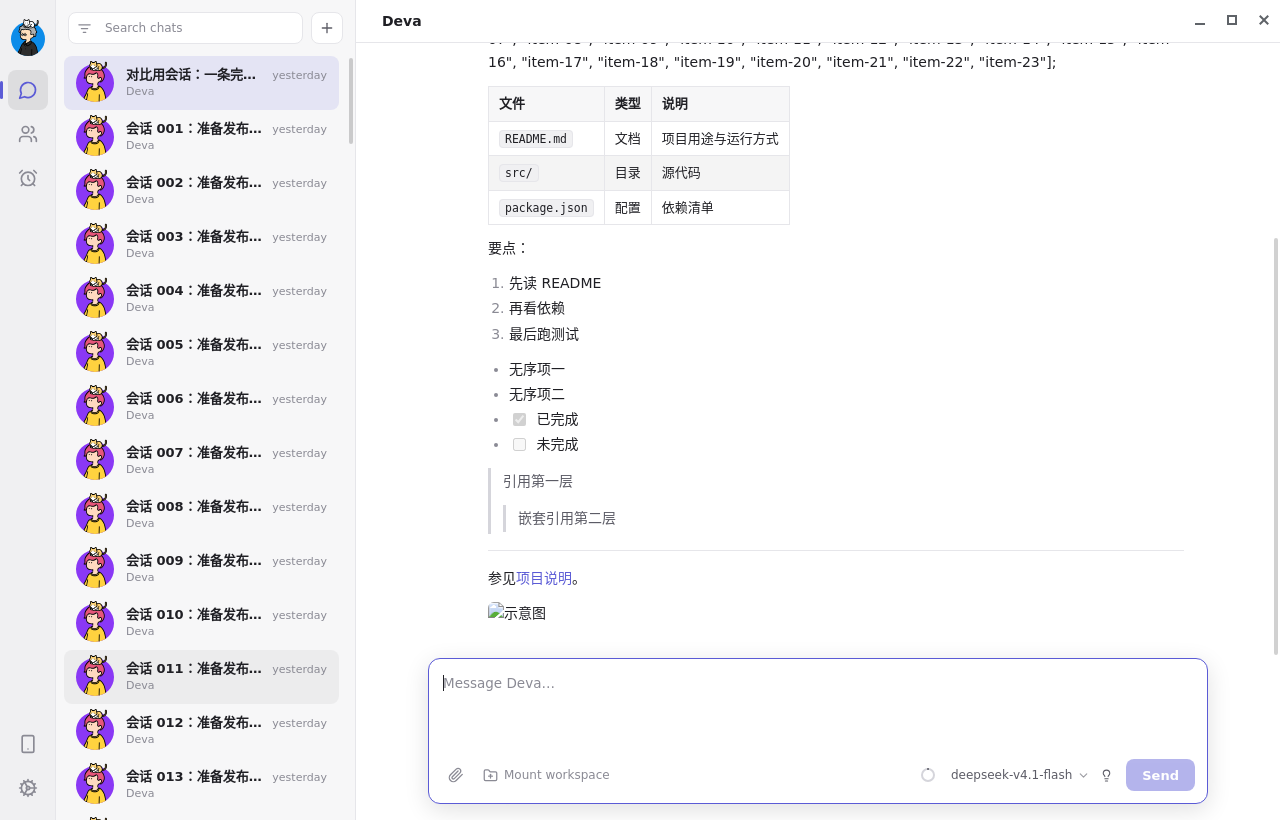 Search chats
对比用会话：一条完... yesterday
Deva
会话 001：准备发布... yesterday
Deva
会话 002：准备发布... yesterday
Deva
会话 003：准备发布... yesterday
Deva
会话 004：准备发布... yesterday
Deva
会话 005：准备发布... yesterday
Deva
会话 006：准备发布... yesterday
Deva
会话 007：准备发布... yesterday
Deva
会话 008：准备发布... yesterday
Deva
会话 009：准备发布... yesterday
Deva
会话 010：准备发布... yesterday
Deva
会话 011：准备发布... yesterday
Deva
会话 012：准备发布... yesterday
Deva
会话 013：准备发布... yesterday
Deva
Deva
16", "item-17", "item-18", "item-19", "item-20", "item-21", "item-22", "item-23"];
文件 类型 说明
README.md 文档 项目用途与运行方式
src/ 目录 源代码
package.json 配置 依赖清单
要点：
1. 先读 README
2. 再看依赖
3. 最后跑测试
• 无序项一
• 无序项二
• 已完成
• 未完成
引用第一层
嵌套引用第二层
参见项目说明。
示意图
Message Deva...
Mount workspace deepseek-v4.1-flash Send